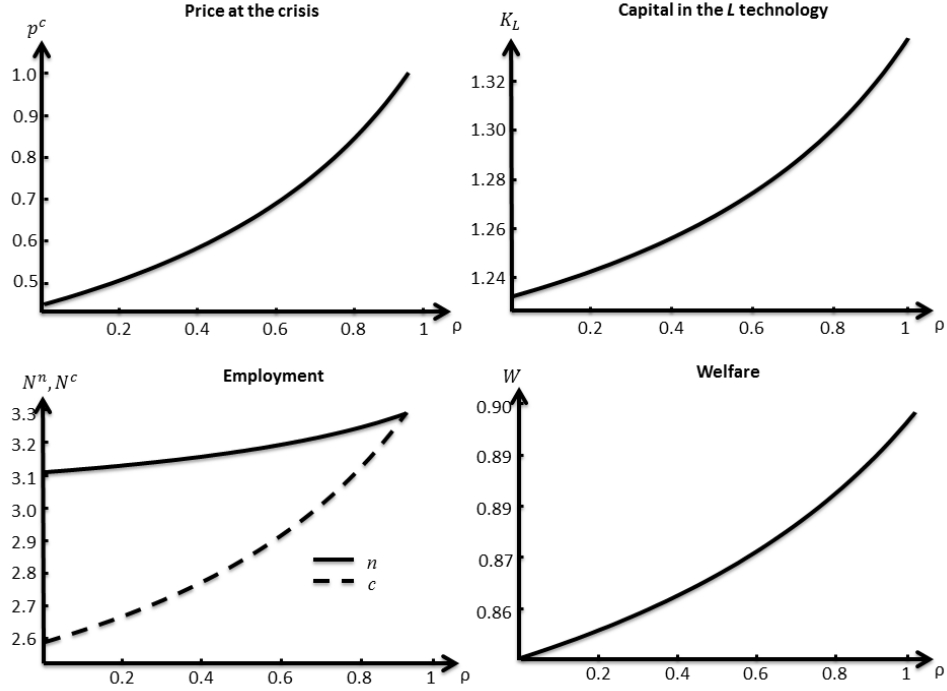 Price at the crisis
p^c
1.0
0.9
0.8
0.7
0.6
0.5
0.2 0.4 0.6 0.8 1 ρ
Capital in the L technology
K_L
1.32
1.30
1.28
1.26
1.24
0.2 0.4 0.6 0.8 1 ρ
Employment
N^n, N^c
3.3
3.2
3.1
3.0
2.9
2.8
2.7
2.6
n
c
0.2 0.4 0.6 0.8 1 ρ
Welfare
W
0.90
0.89
0.89
0.87
0.86
0.2 0.4 0.6 0.8 1 ρ